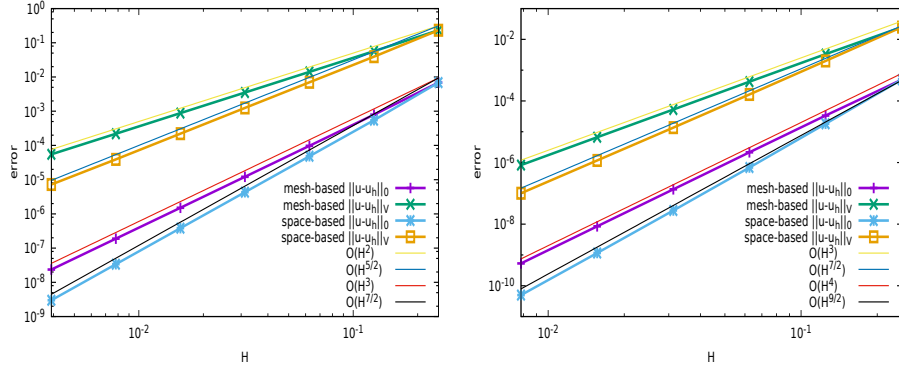 10^0
10^-1
10^-2
10^-3
10^-4
10^-5
10^-6
10^-7
10^-8
10^-9
error
10^-2
10^-1
H
mesh-based ||u-u_h||_0
mesh-based ||u-u_h||_V
space-based ||u-u_h||_0
space-based ||u-u_h||_V
O(H^2)
O(H^5/2)
O(H^3)
O(H^7/2)
10^-2
10^-4
10^-6
10^-8
10^-10
error
10^-2
10^-1
H
mesh-based ||u-u_h||_0
mesh-based ||u-u_h||_V
space-based ||u-u_h||_0
space-based ||u-u_h||_V
O(H^3)
O(H^7/2)
O(H^4)
O(H^9/2)